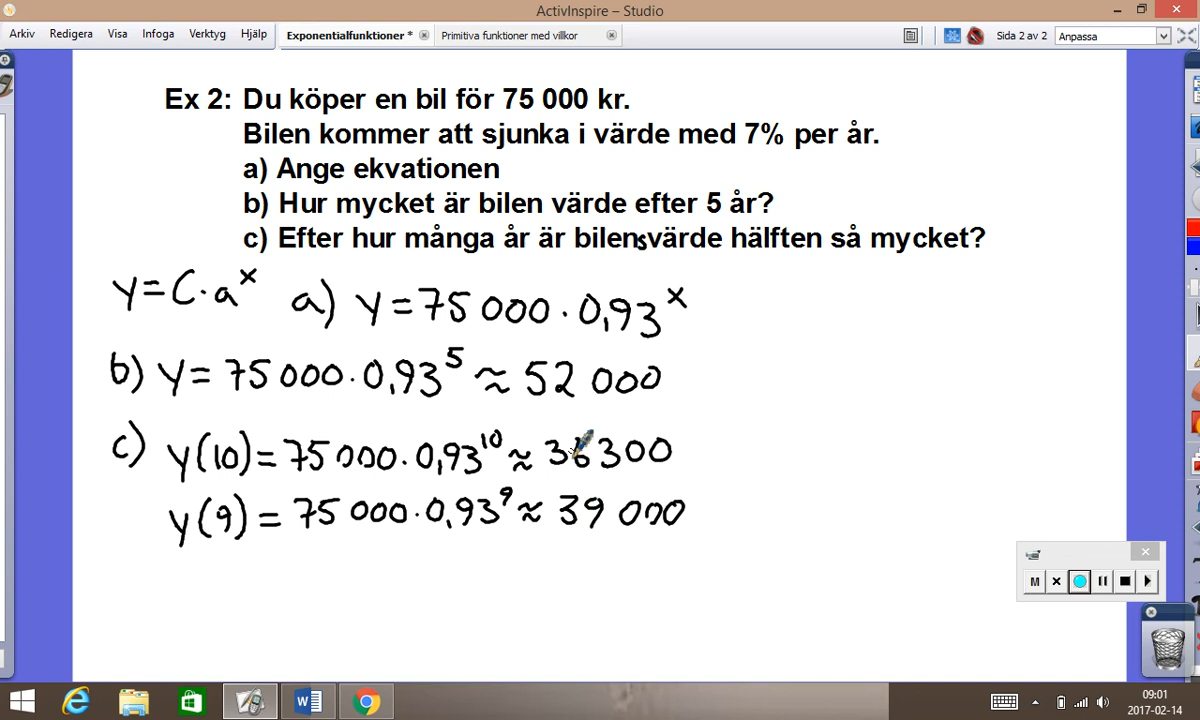 ActivInspire – Studio
Arkiv Redigera Visa Infoga Verktyg Hjälp Exponentialfunktioner * Primitiva funktioner med villkor Sida 2 av 2 Anpassa
Ex 2: Du köper en bil för 75 000 kr.
Bilen kommer att sjunka i värde med 7% per år.
a) Ange ekvationen
b) Hur mycket är bilen värde efter 5 år?
c) Efter hur många år är bilens värde hälften så mycket?
y = C · a^x a) y = 75 000 · 0,93^x
b) y = 75 000 · 0,93^5 ≈ 52 000
c) y(10) = 75 000 · 0,93^10 ≈ 36 300
y(9) = 75 000 · 0,93^9 ≈ 39 000
M
09:01
2017-02-14